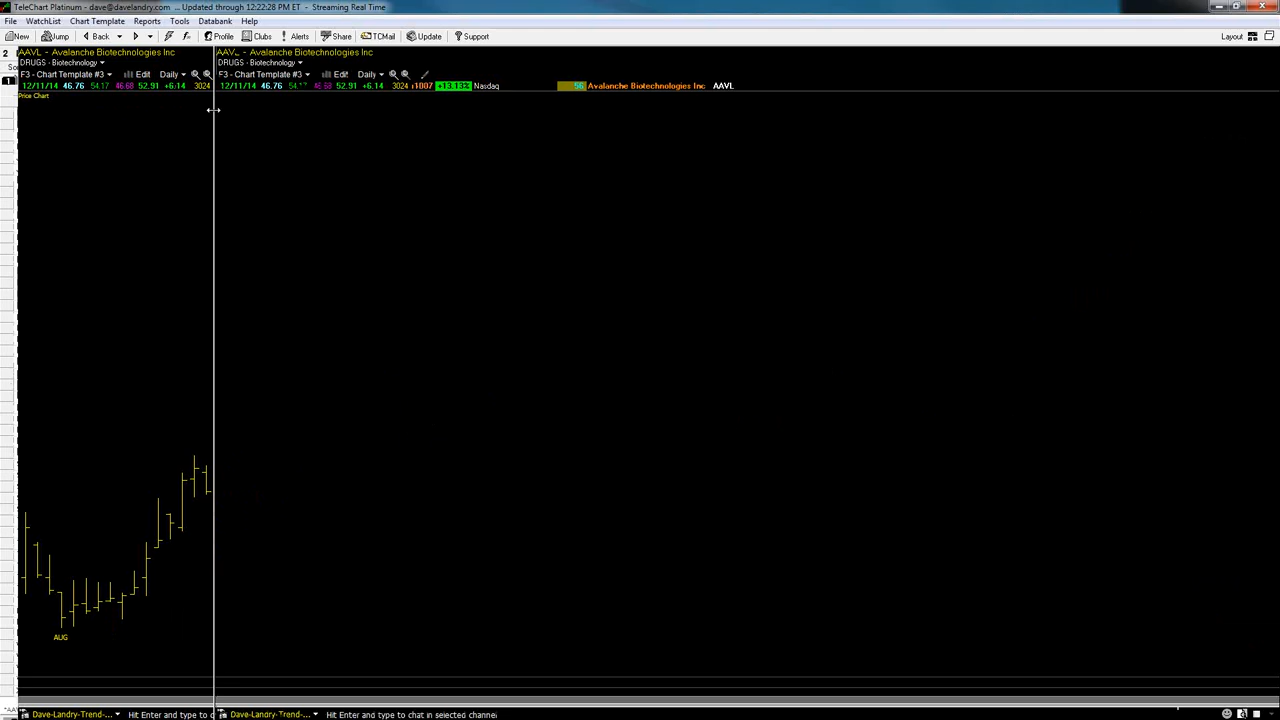 TeleChart Platinum - dave@davelandry.com ... Updated through 12:22:28 PM ET - Streaming Real Time
File WatchList Chart Template Reports Tools Databank Help
New Jump Back Profile Clubs Alerts Share TCMail Update Support Layout
2 AAVL - Avalanche Biotechnologies Inc AAVL - Avalanche Biotechnologies Inc
DRUGS - Biotechnology DRUGS - Biotechnology
F3 - Chart Template #3 Edit Daily F3 - Chart Template #3 Edit Daily
1 12/11/14 46.76 54.17 46.68 52.91 +6.14 3024 12/11/14 46.76 52.91 +6.14 3024 +13.13% Nasdaq 56 Avalanche Biotechnologies Inc AAVL
Price Chart
AUG
Dave-Landry-Trend-... Hit Enter and type to Dave-Landry-Trend-... Hit Enter and type to chat in selected channel